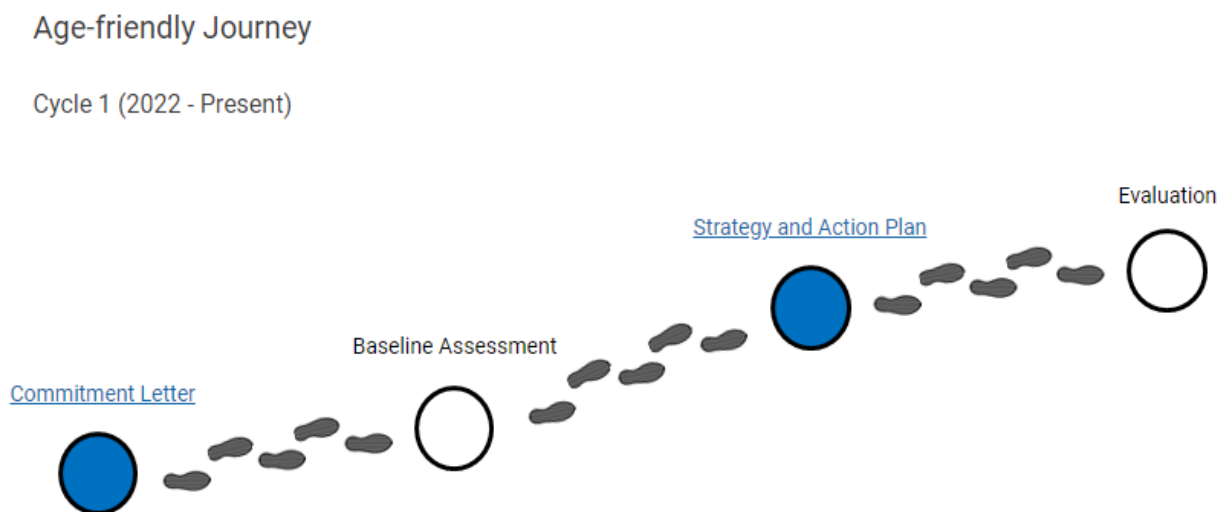 Age-friendly Journey
Cycle 1 (2022 - Present)
Commitment Letter
Baseline Assessment
Strategy and Action Plan
Evaluation